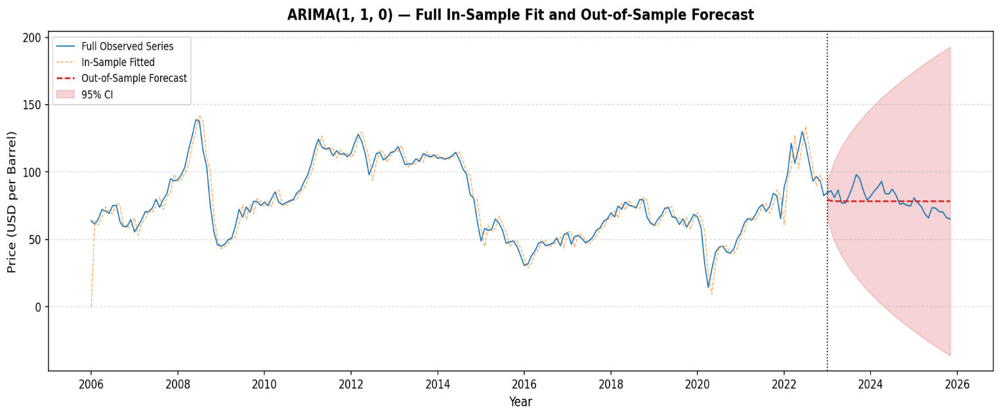 ARIMA(1, 1, 0) — Full In-Sample Fit and Out-of-Sample Forecast
Full Observed Series
In-Sample Fitted
Out-of-Sample Forecast
95% CI
Price (USD per Barrel)
200
150
100
50
0
2006
2008
2010
2012
2014
2016
2018
2020
2022
2024
2026
Year